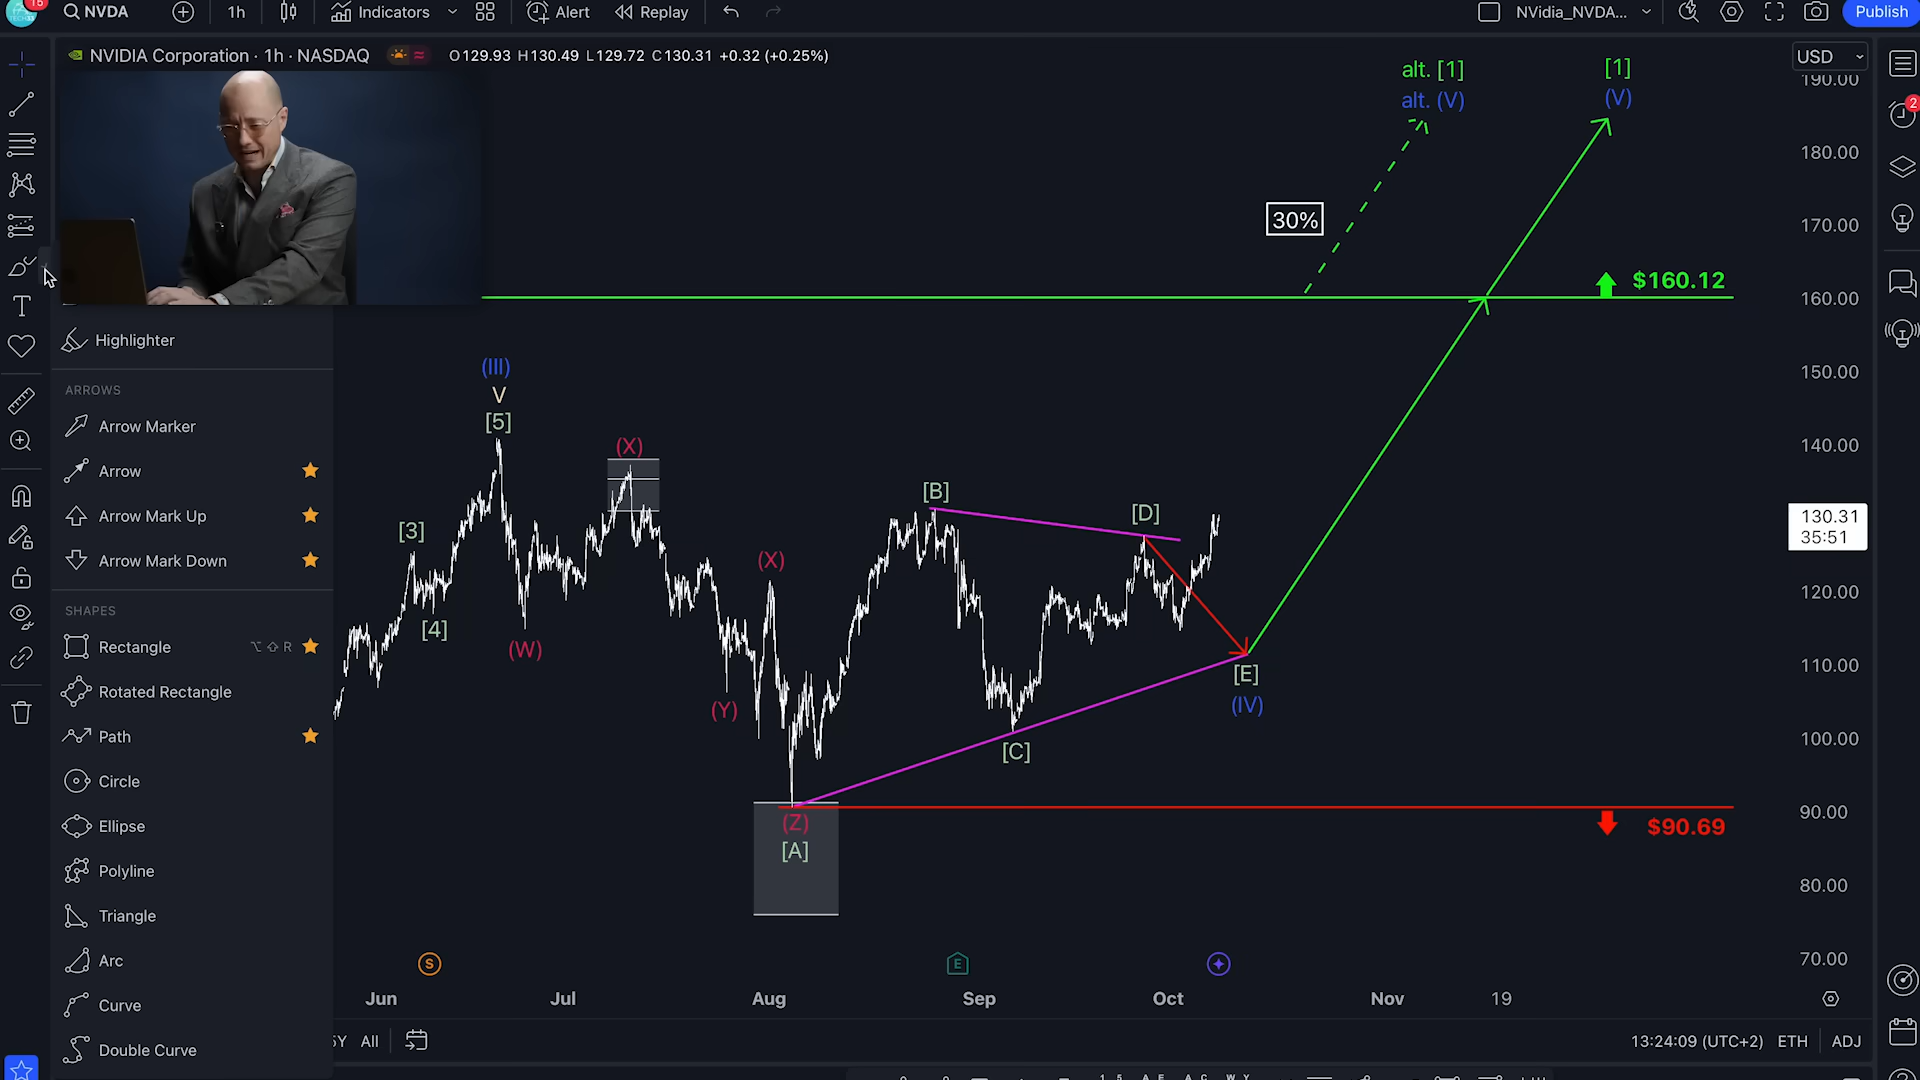 15
NVDA
1h
Indicators
Alert
Replay
NVidia_NVDA...
Publish
NVIDIA Corporation · 1h · NASDAQ
O129.93 H130.49 L129.72 C130.31 +0.32 (+0.25%)
USD
190.00
180.00
170.00
160.00
150.00
140.00
130.31
35:51
120.00
110.00
100.00
90.00
80.00
70.00
2
alt. [1]
alt. (V)
[1]
(V)
30%
$160.12
(III)
V
[5]
(X)
[3]
[4]
(W)
(X)
(Y)
[B]
[D]
[E]
(IV)
[C]
(Z)
[A]
$90.69
Highlighter
ARROWS
Arrow Marker
Arrow
Arrow Mark Up
Arrow Mark Down
SHAPES
Rectangle ⌥ ⇧ R
Rotated Rectangle
Path
Circle
Ellipse
Polyline
Triangle
Arc
Curve
Double Curve
S
E
Jun
Jul
Aug
Sep
Oct
Nov
19
All
13:24:09 (UTC+2)
ETH
ADJ